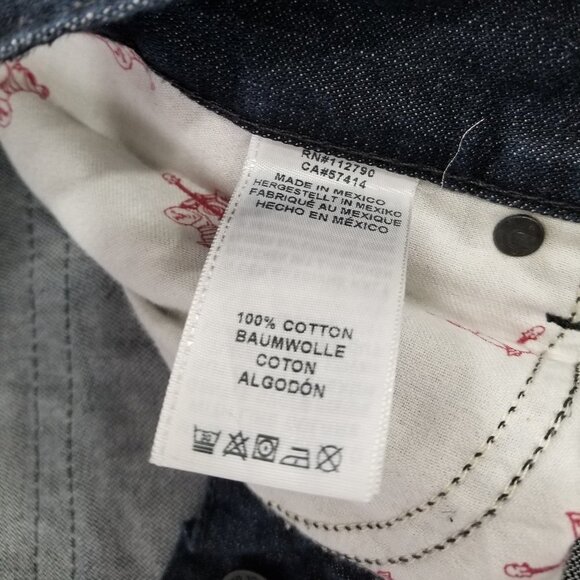 RN#112790
CA#57414
MADE IN MEXICO
HERGESTELLT IN MEXIKO
FABRIQUÉ AU MEXIQUE
HECHO EN MÉXICO
100% COTTON
BAUMWOLLE
COTON
ALGODÓN